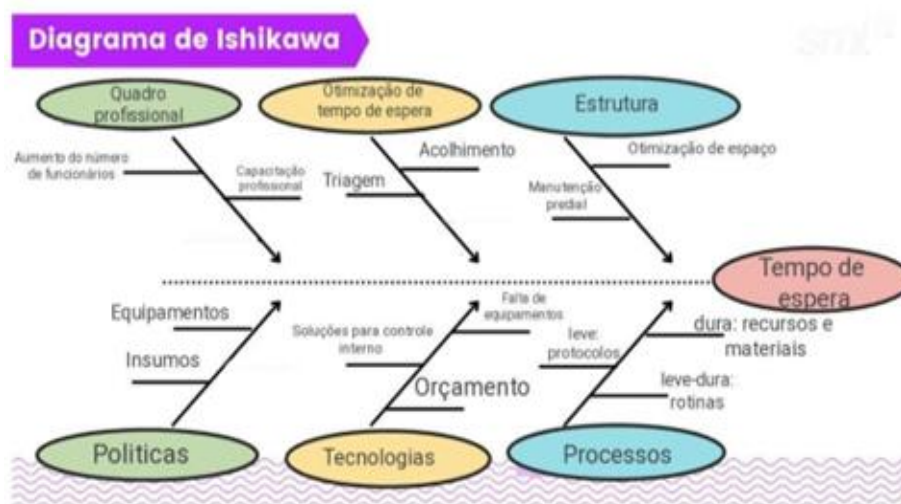 Diagrama de Ishikawa
Quadro
profissional
Otimização de
tempo de espera
Estrutura
Aumento do número
de funcionários
Capacitação
profissional
Acolhimento
Triagem
Otimização de espaço
Manutenção
predial
Tempo de
espera
Equipamentos
Insumos
Soluções para controle
interno
Falta de
equipamentos
Orçamento
leve:
protocolos
dura: recursos e
materiais
leve-dura:
rotinas
Politicas
Tecnologias
Processos